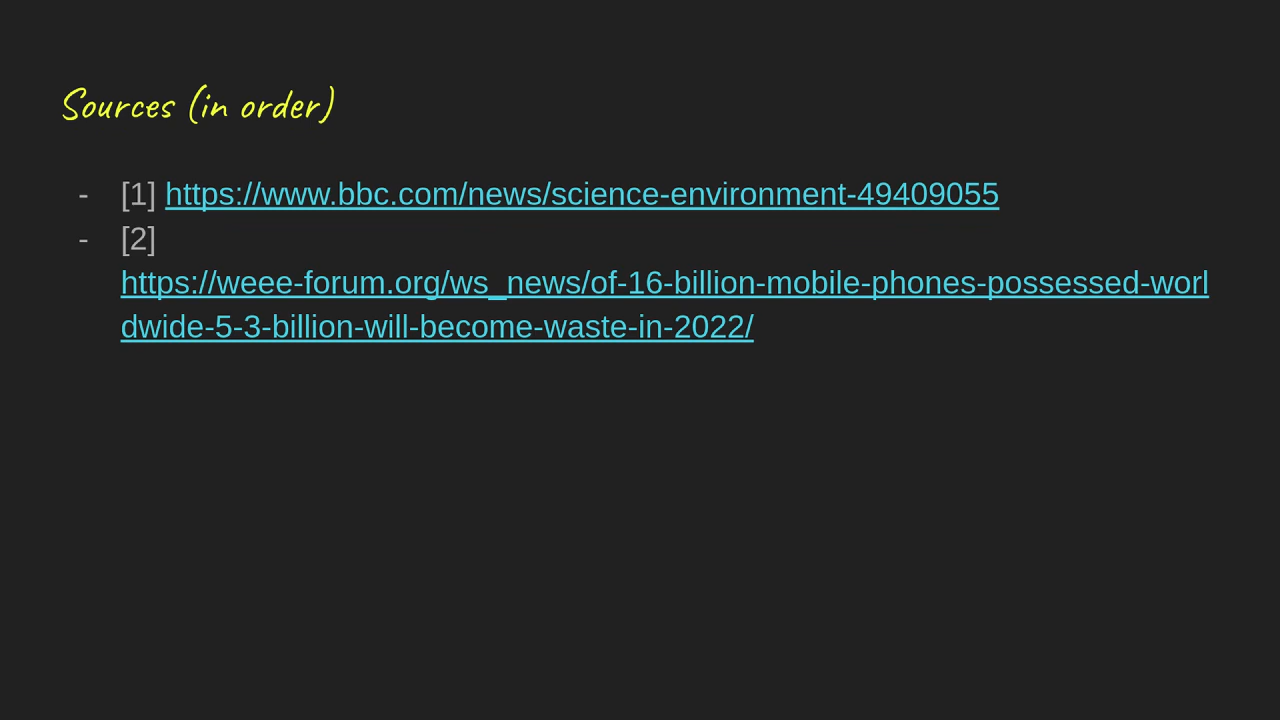 Sources (in order)
- [1] https://www.bbc.com/news/science-environment-49409055
- [2]
https://weee-forum.org/ws_news/of-16-billion-mobile-phones-possessed-worl
dwide-5-3-billion-will-become-waste-in-2022/